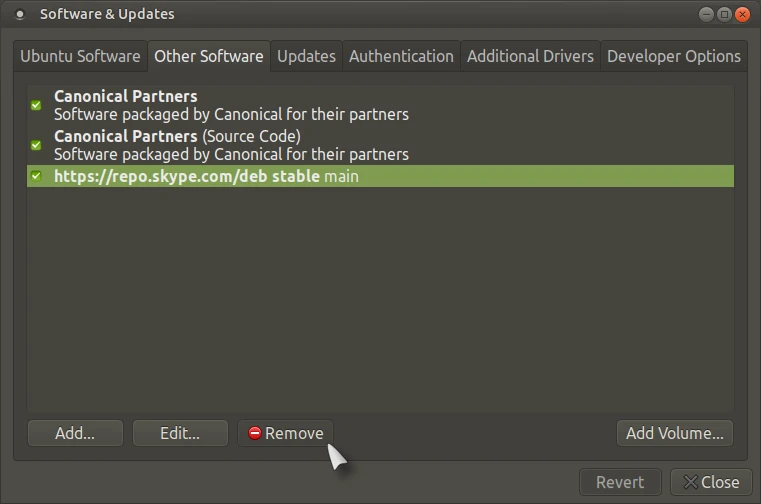 Software & Updates
Ubuntu Software Other Software Updates Authentication Additional Drivers Developer Options
Canonical Partners
Software packaged by Canonical for their partners
Canonical Partners (Source Code)
Software packaged by Canonical for their partners
https://repo.skype.com/deb stable main
Add... Edit... Remove Add Volume...
Revert Close